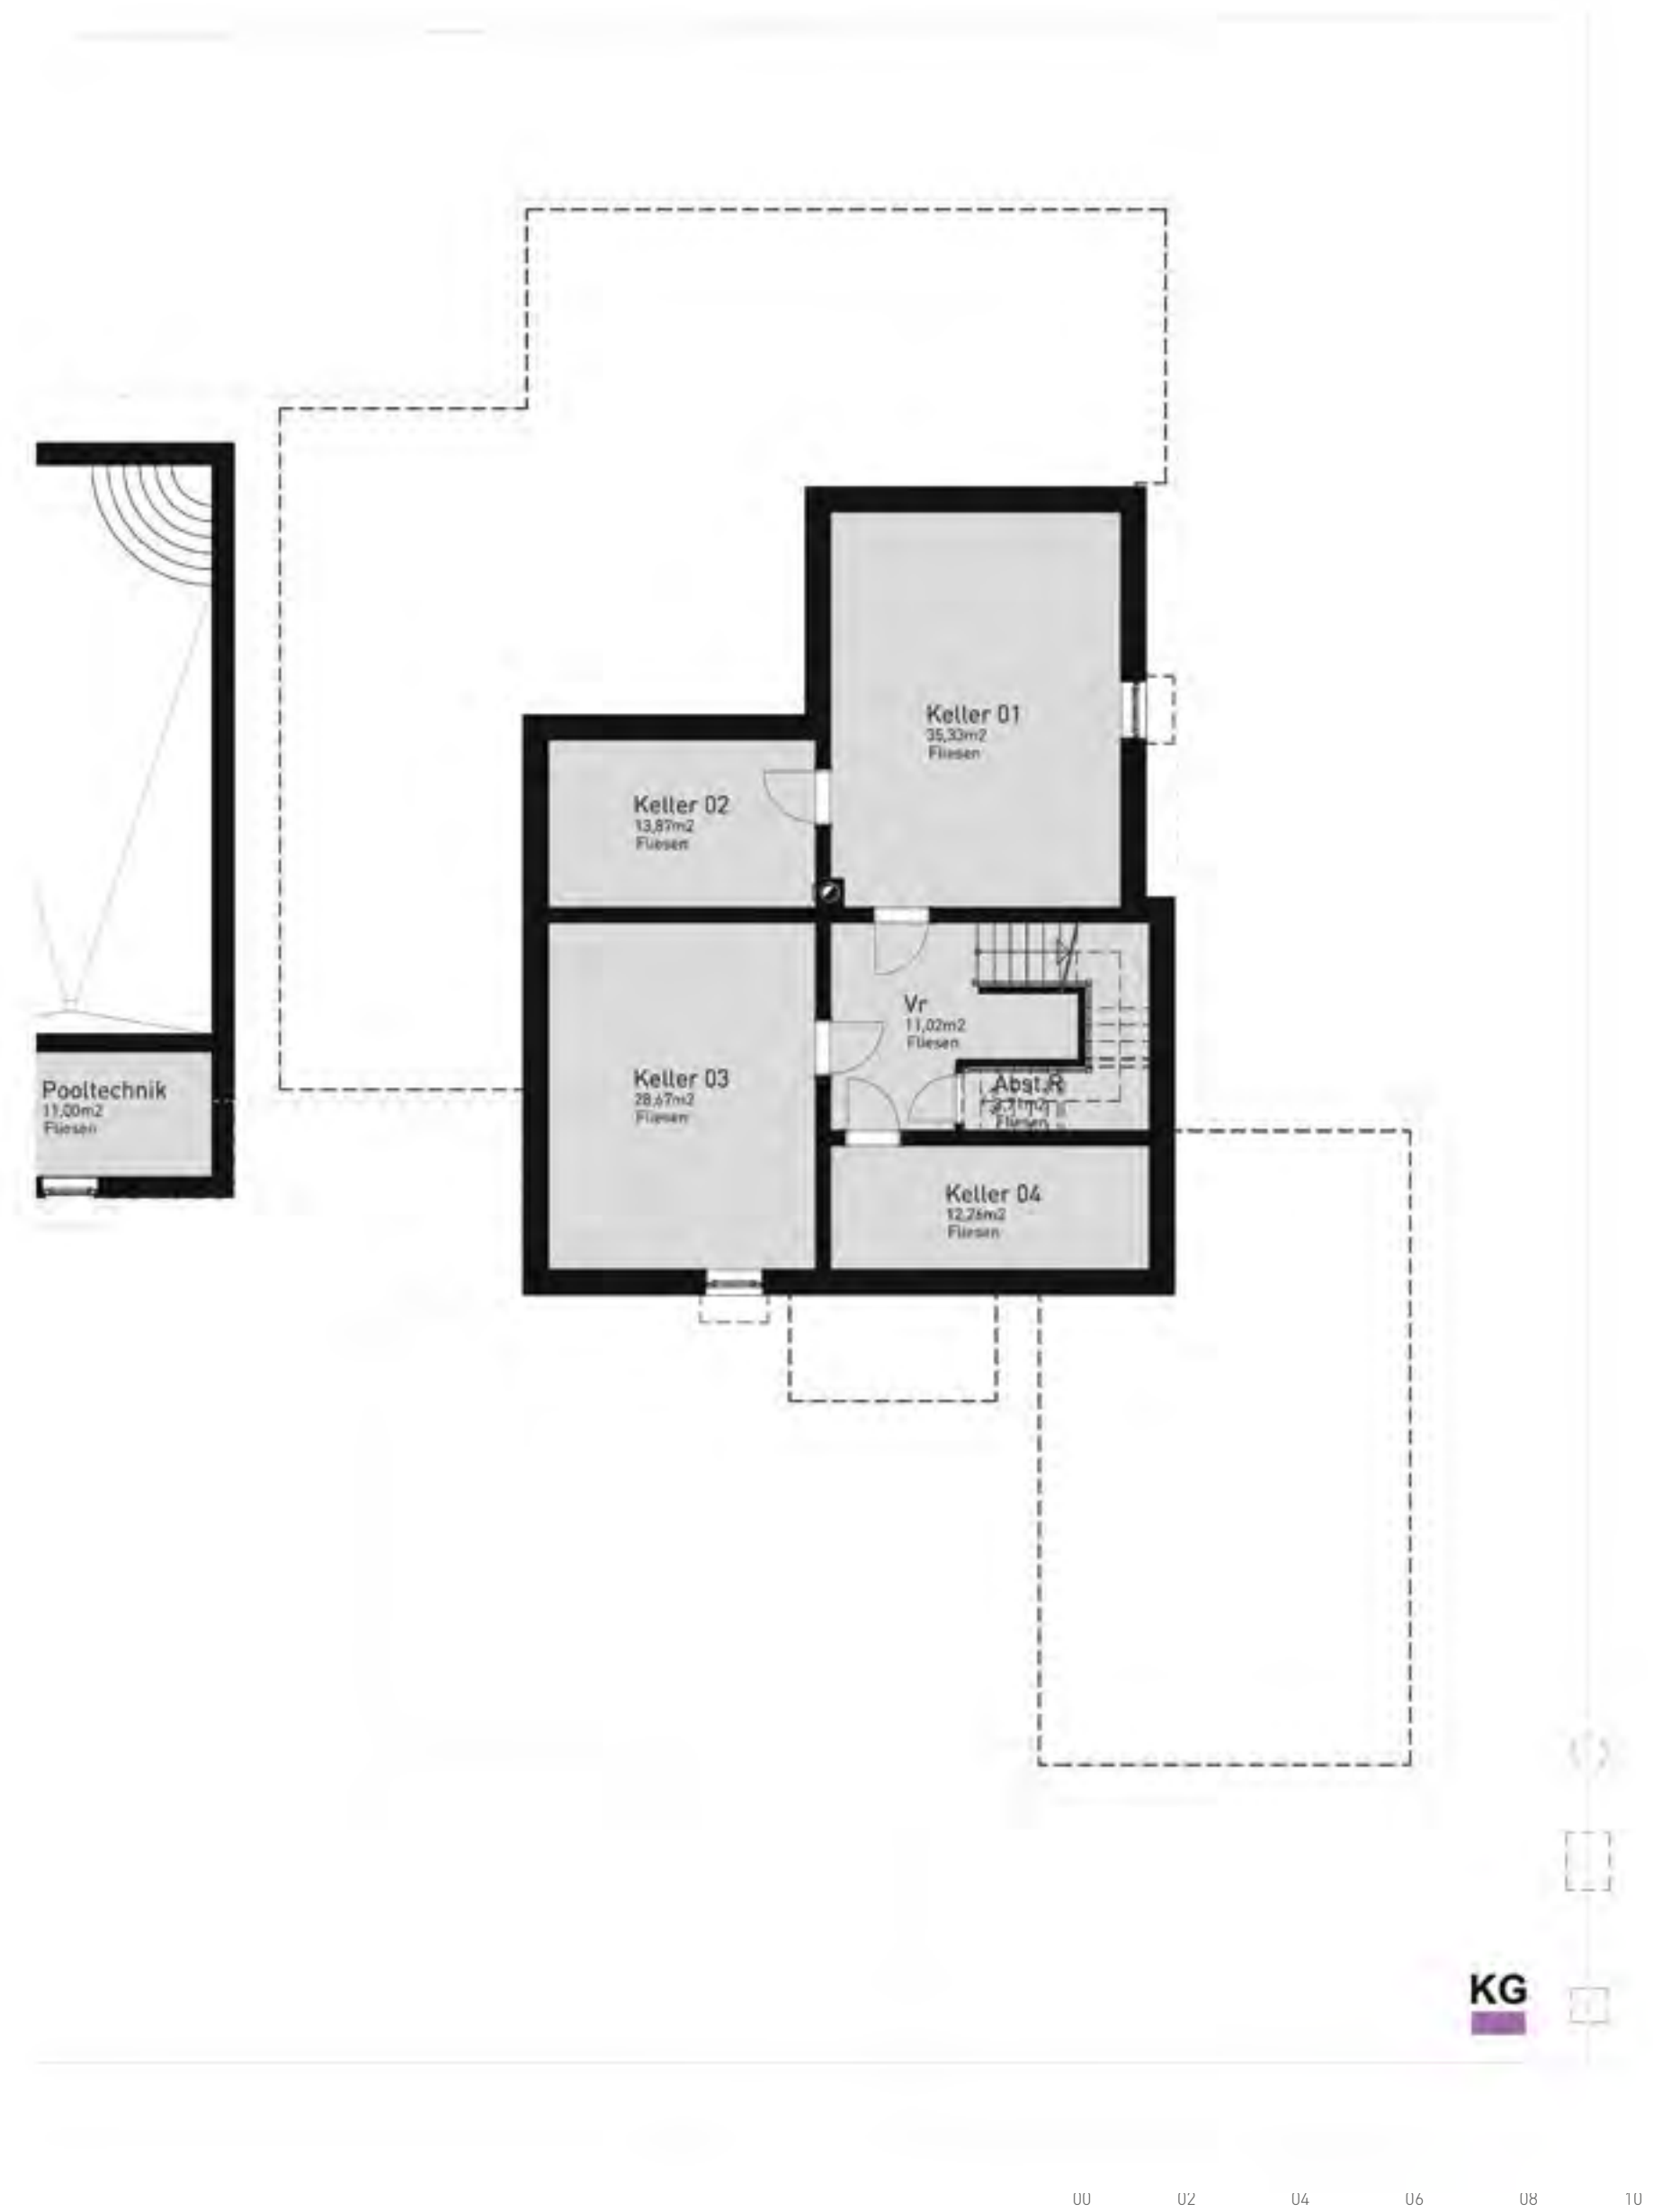 Keller 01
35,33m2
Fliesen
Keller 02
13,87m2
Fliesen
Vr
11,02m2
Fliesen
Keller 03
28,67m2
Fliesen
Abst.R
Fliesen
Pooltechnik
11,00m2
Fliesen
Keller 04
12,26m2
Fliesen
KG
00 02 04 06 08 10